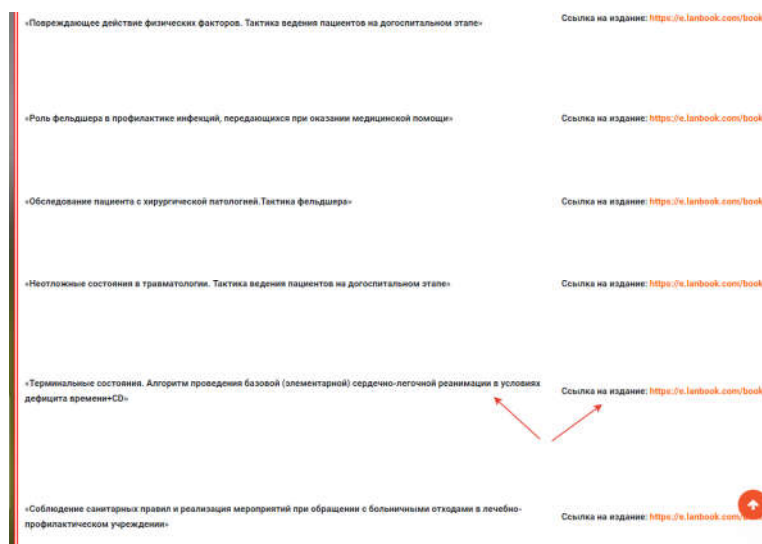 «Повреждающее действие физических факторов. Тактика ведения пациентов на догоспитальном этапе»
Ссылка на издание: https://e.lanbook.com/book
«Роль фельдшера в профилактике инфекций, передающихся при оказании медицинской помощи»
Ссылка на издание: https://e.lanbook.com/book
«Обследование пациента с хирургической патологией.Тактика фельдшера»
Ссылка на издание: https://e.lanbook.com/book
«Неотложные состояния в травматологии. Тактика ведения пациентов на догоспитальном этапе»
Ссылка на издание: https://e.lanbook.com/book
«Терминальные состояния. Алгоритм проведения базовой (элементарной) сердечно-легочной реанимации в условиях
дефицита времени+CD»
Ссылка на издание: https://e.lanbook.com/book
«Соблюдение санитарных правил и реализация мероприятий при обращении с больничными отходами в лечебно-
профилактическом учреждении»
Ссылка на издание: https://e.lanbook.com/